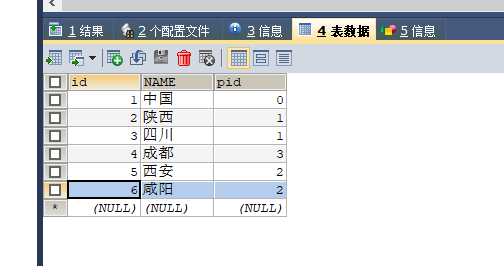 1 结果 2 个配置文件 3 信息 4 表数据 5 信息
id NAME pid
1 中国 0
2 陕西 1
3 四川 1
4 成都 3
5 西安 2
6 咸阳 2
* (NULL) (NULL) (NULL)